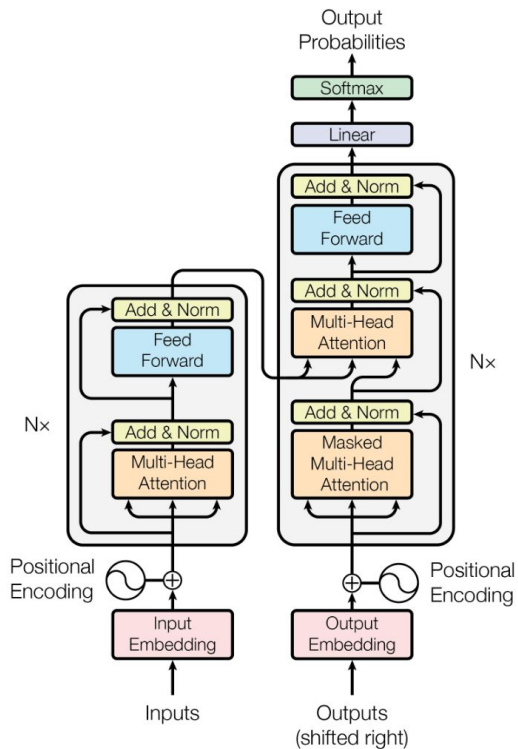 Output
Probabilities
Softmax
Linear
Add & Norm
Feed
Forward
Add & Norm
Multi-Head
Attention
Add & Norm
Masked
Multi-Head
Attention
N×
Add & Norm
Feed
Forward
Add & Norm
Multi-Head
Attention
N×
Positional
Encoding
Positional
Encoding
Input
Embedding
Output
Embedding
Inputs
Outputs
(shifted right)